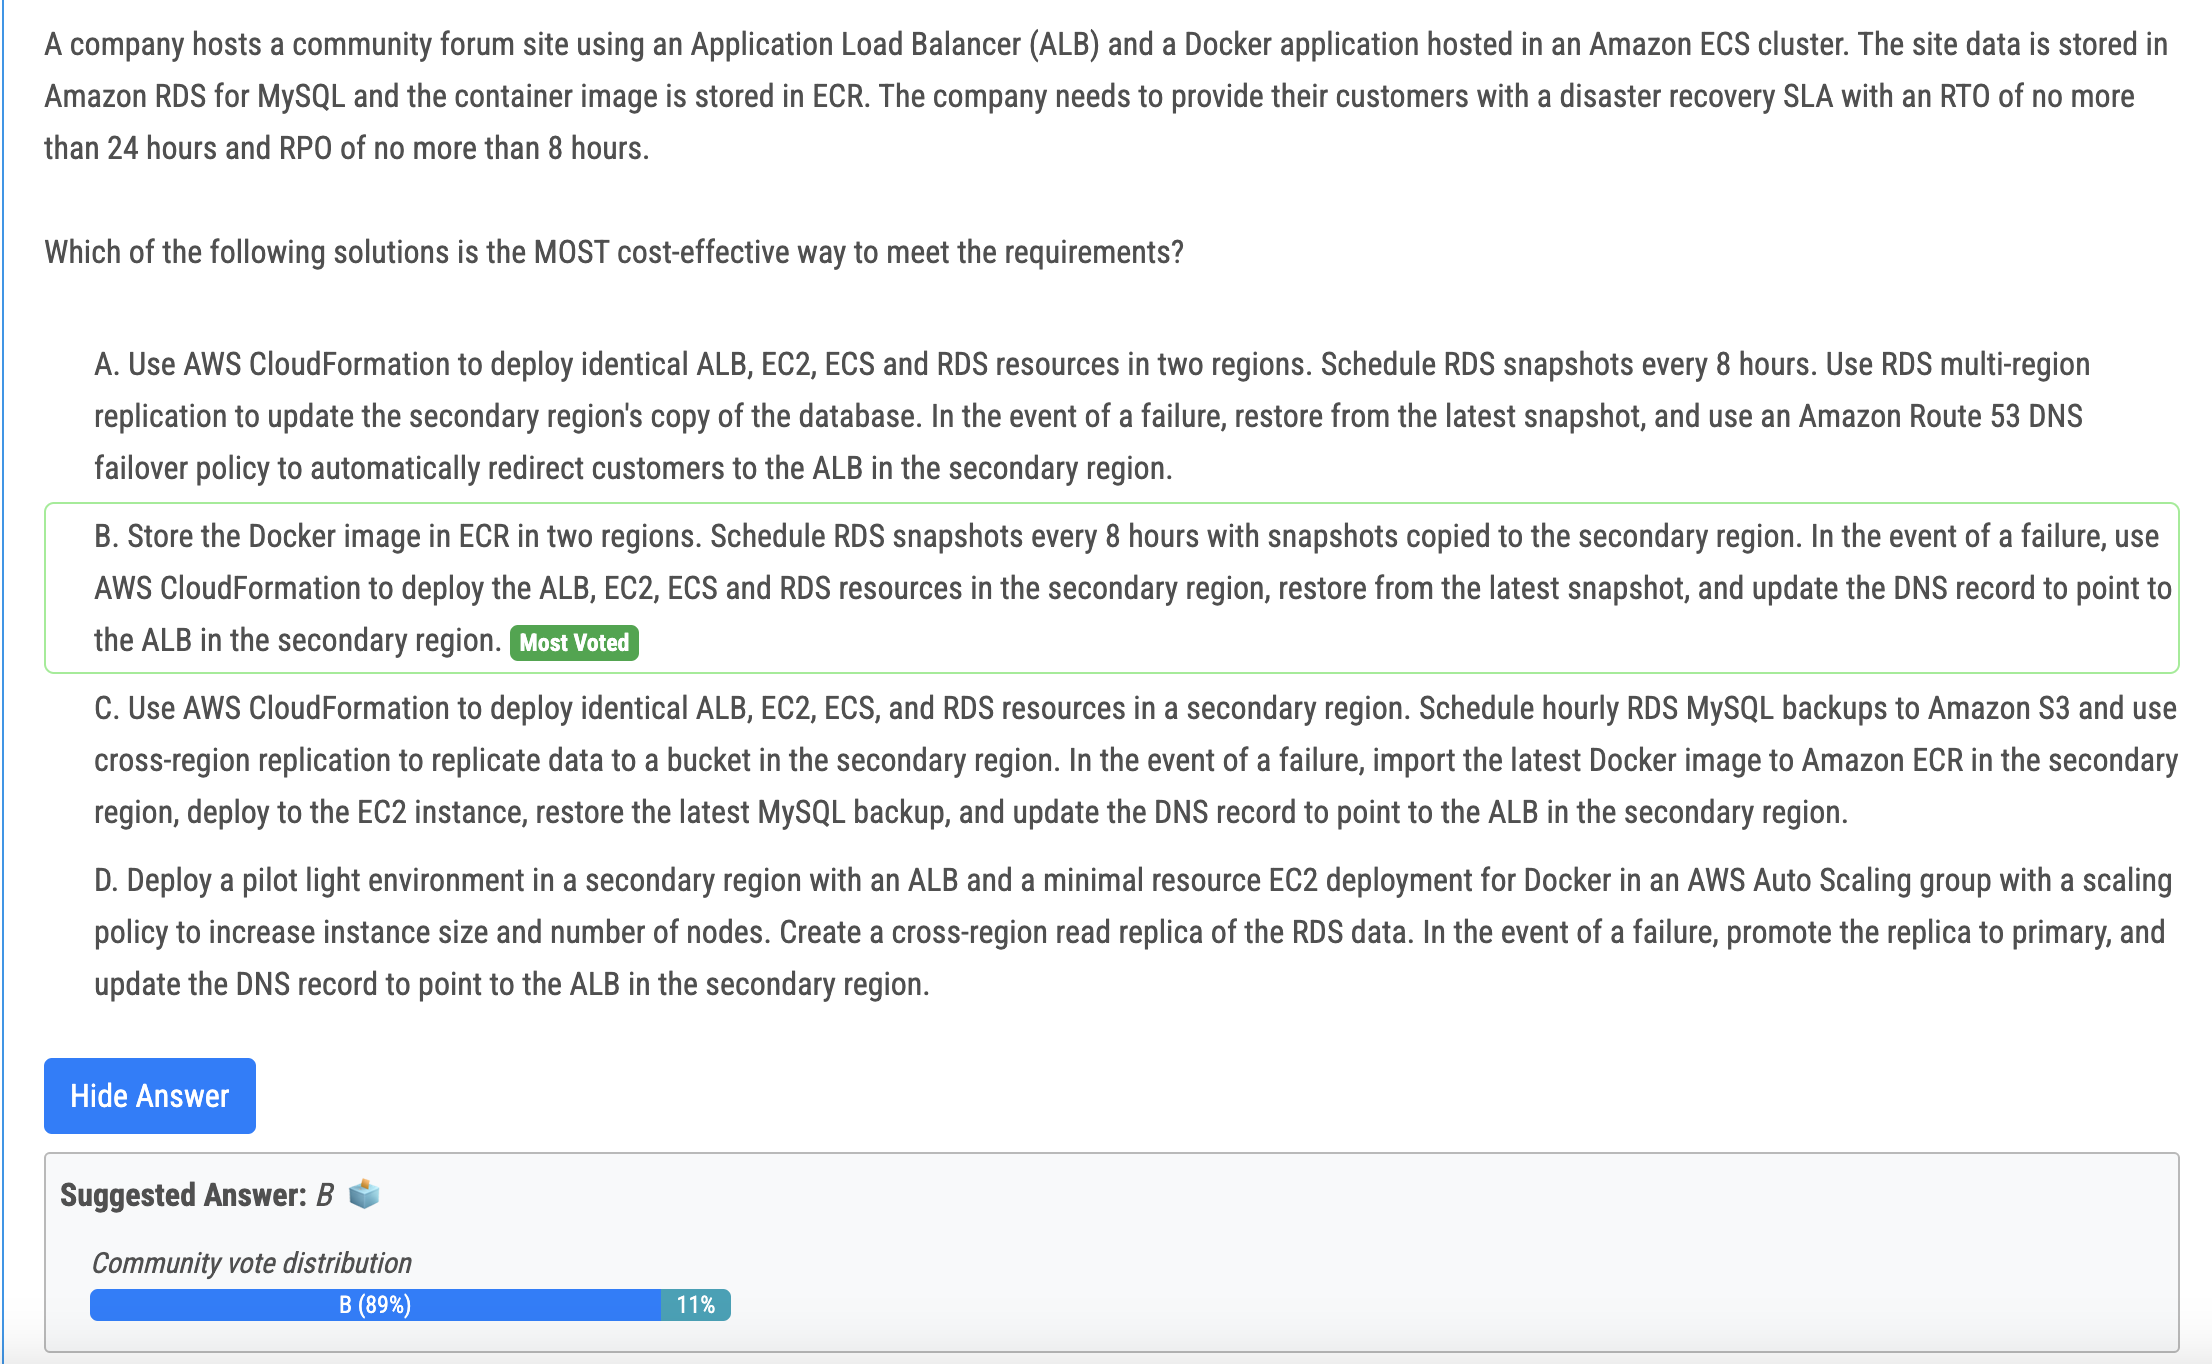 A company hosts a community forum site using an Application Load Balancer (ALB) and a Docker application hosted in an Amazon ECS cluster. The site data is stored in
Amazon RDS for MySQL and the container image is stored in ECR. The company needs to provide their customers with a disaster recovery SLA with an RTO of no more
than 24 hours and RPO of no more than 8 hours.
Which of the following solutions is the MOST cost-effective way to meet the requirements?
A. Use AWS CloudFormation to deploy identical ALB, EC2, ECS and RDS resources in two regions. Schedule RDS snapshots every 8 hours. Use RDS multi-region
replication to update the secondary region's copy of the database. In the event of a failure, restore from the latest snapshot, and use an Amazon Route 53 DNS
failover policy to automatically redirect customers to the ALB in the secondary region.
B. Store the Docker image in ECR in two regions. Schedule RDS snapshots every 8 hours with snapshots copied to the secondary region. In the event of a failure, use
AWS CloudFormation to deploy the ALB, EC2, ECS and RDS resources in the secondary region, restore from the latest snapshot, and update the DNS record to point to
the ALB in the secondary region. Most Voted
C. Use AWS CloudFormation to deploy identical ALB, EC2, ECS, and RDS resources in a secondary region. Schedule hourly RDS MySQL backups to Amazon S3 and use
cross-region replication to replicate data to a bucket in the secondary region. In the event of a failure, import the latest Docker image to Amazon ECR in the secondary
region, deploy to the EC2 instance, restore the latest MySQL backup, and update the DNS record to point to the ALB in the secondary region.
D. Deploy a pilot light environment in a secondary region with an ALB and a minimal resource EC2 deployment for Docker in an AWS Auto Scaling group with a scaling
policy to increase instance size and number of nodes. Create a cross-region read replica of the RDS data. In the event of a failure, promote the replica to primary, and
update the DNS record to point to the ALB in the secondary region.
Hide Answer
Suggested Answer: B
Community vote distribution
B (89%) 11%